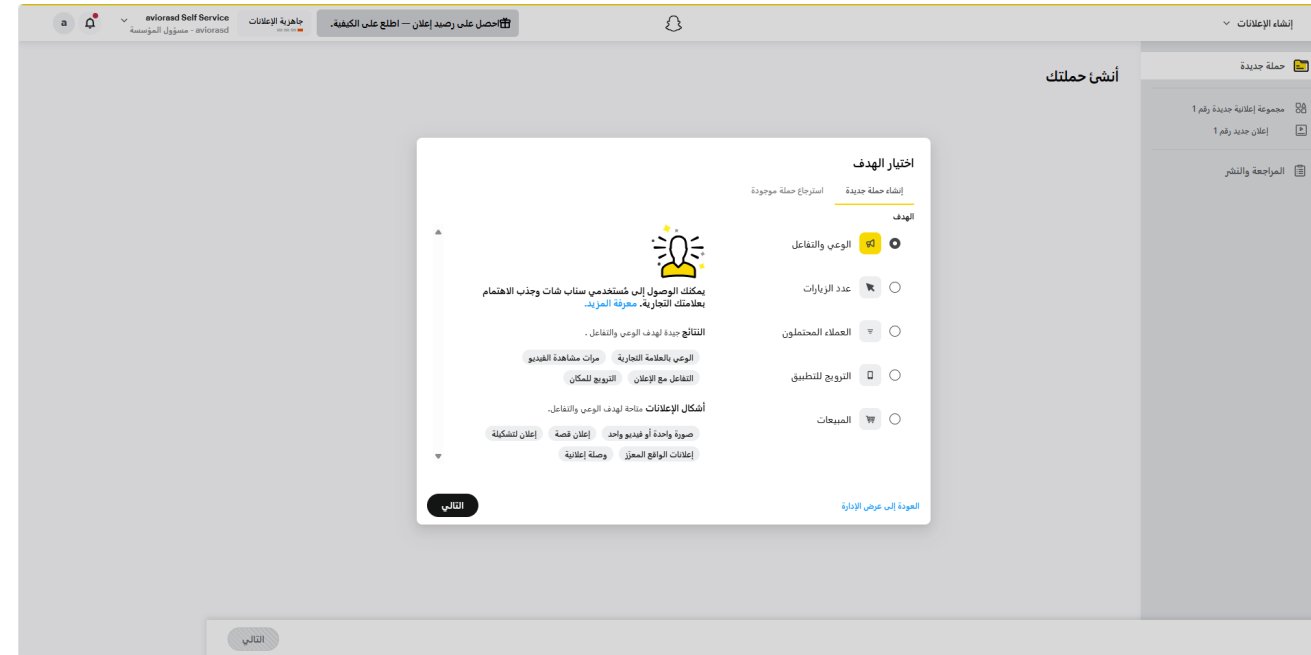 إنشاء الإعلانات
احصل على رصيد إعلان — اطلع على الكيفية.
جاهزية الإعلانات
aviorasd Self Service
aviorasd - مسؤول المؤسسة
a
حملة جديدة
مجموعة إعلانية جديدة رقم 1
إعلان جديد رقم 1
المراجعة والنشر
أنشئ حملتك
اختيار الهدف
إنشاء حملة جديدة
استرجاع حملة موجودة
الهدف
الوعي والتفاعل
عدد الزيارات
العملاء المحتملون
الترويج للتطبيق
المبيعات
يمكنك الوصول إلى مُستخدمي سناب شات وجذب الاهتمام
بعلامتك التجارية. معرفة المزيد.
النتائج جيدة لهدف الوعي والتفاعل .
الوعي بالعلامة التجارية مرات مشاهدة الفيديو
التفاعل مع الإعلان الترويج للمكان
أشكال الإعلانات متاحة لهدف الوعي والتفاعل.
صورة واحدة أو فيديو واحد إعلان قصة إعلان لتشكيلة
إعلانات الواقع المعزّز وصلة إعلانية
العودة إلى عرض الإدارة
التالي
التالي